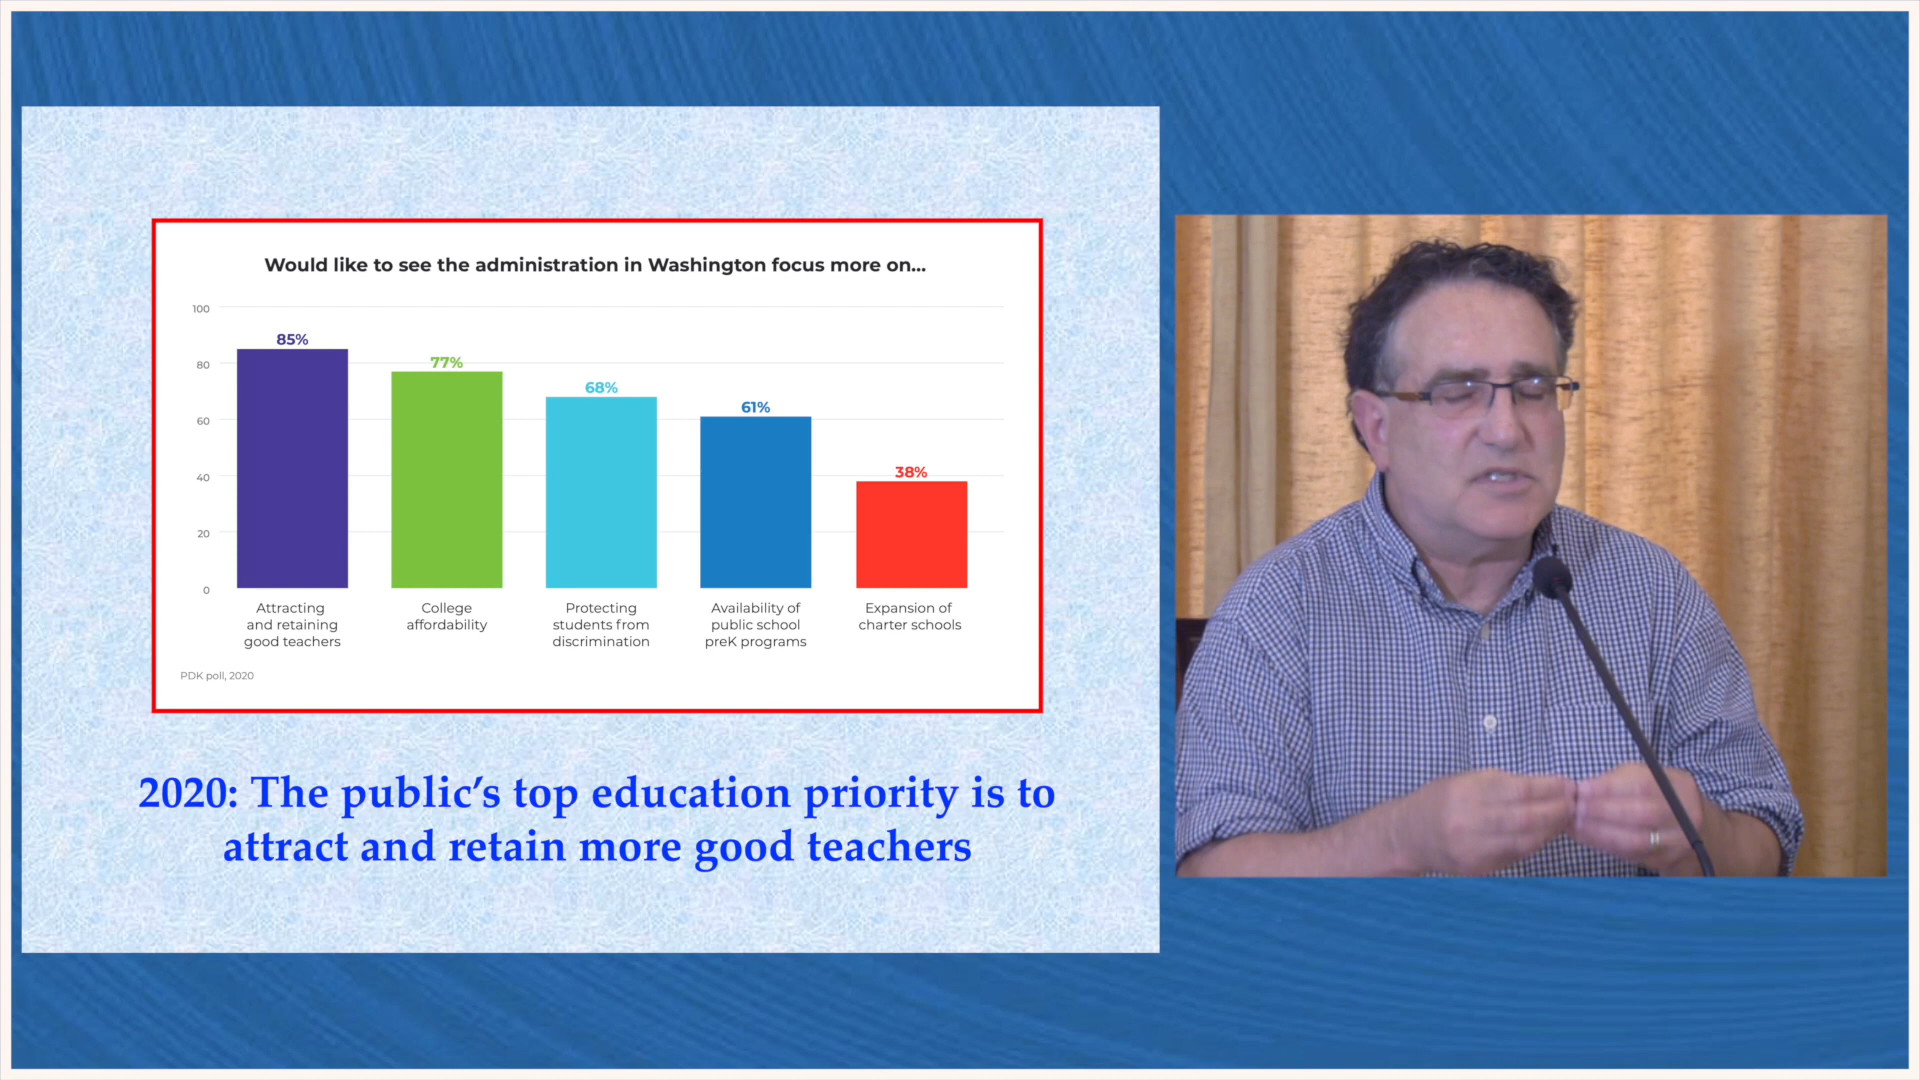 Would like to see the administration in Washington focus more on...
100
80
60
40
20
0
85%
77%
68%
61%
38%
Attracting
and retaining
good teachers
College
affordability
Protecting
students from
discrimination
Availability of
public school
preK programs
Expansion of
charter schools
PDK poll, 2020
2020: The public’s top education priority is to
attract and retain more good teachers